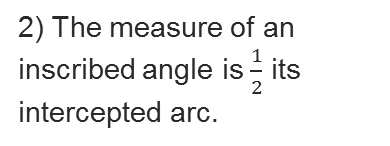 2) The measure of an
inscribed angle is 1/2 its
intercepted arc.